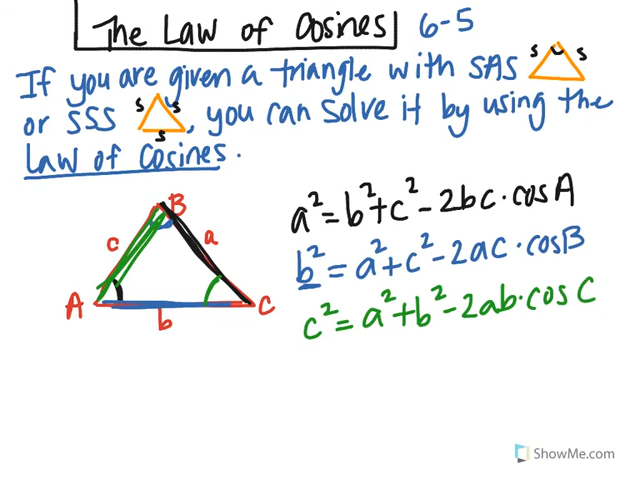 The Law of Cosines 6-5
If you are given a triangle with SAS s s
or SSS s s s, you can solve it by using the
Law of Cosines.
B
c a
A C
b
a² = b² + c² - 2bc · cosA
b² = a² + c² - 2ac · cosB
c² = a² + b² - 2ab · cos C
ShowMe.com